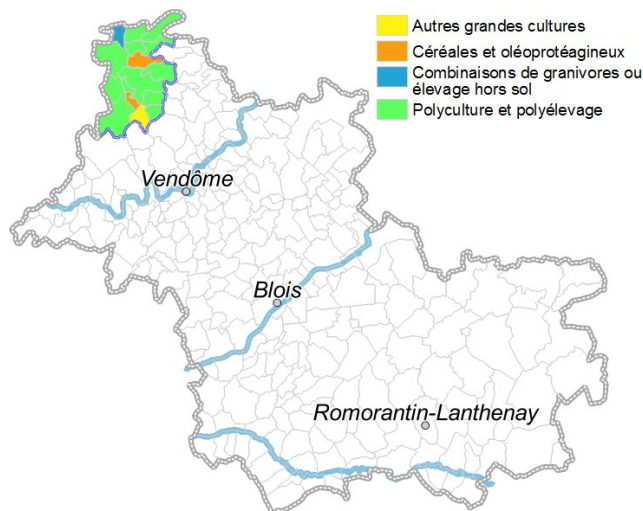 Autres grandes cultures
Céréales et oléoprotéagineux
Combinaisons de granivores ou
élevage hors sol
Polyculture et polyélevage
Vendôme
Blois
Romorantin-Lanthenay